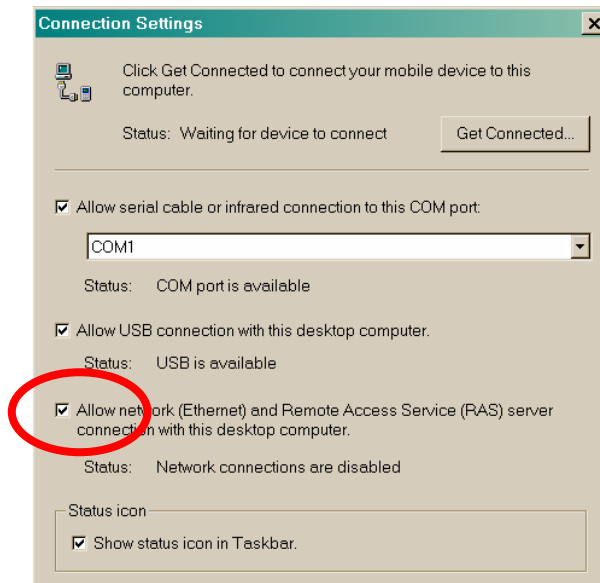 Connection Settings
Click Get Connected to connect your mobile device to this
computer.
Status: Waiting for device to connect
Get Connected...
Allow serial cable or infrared connection to this COM port:
COM1
Status: COM port is available
Allow USB connection with this desktop computer.
Status: USB is available
Allow network (Ethernet) and Remote Access Service (RAS) server
connection with this desktop computer.
Status: Network connections are disabled
Status icon
Show status icon in Taskbar.